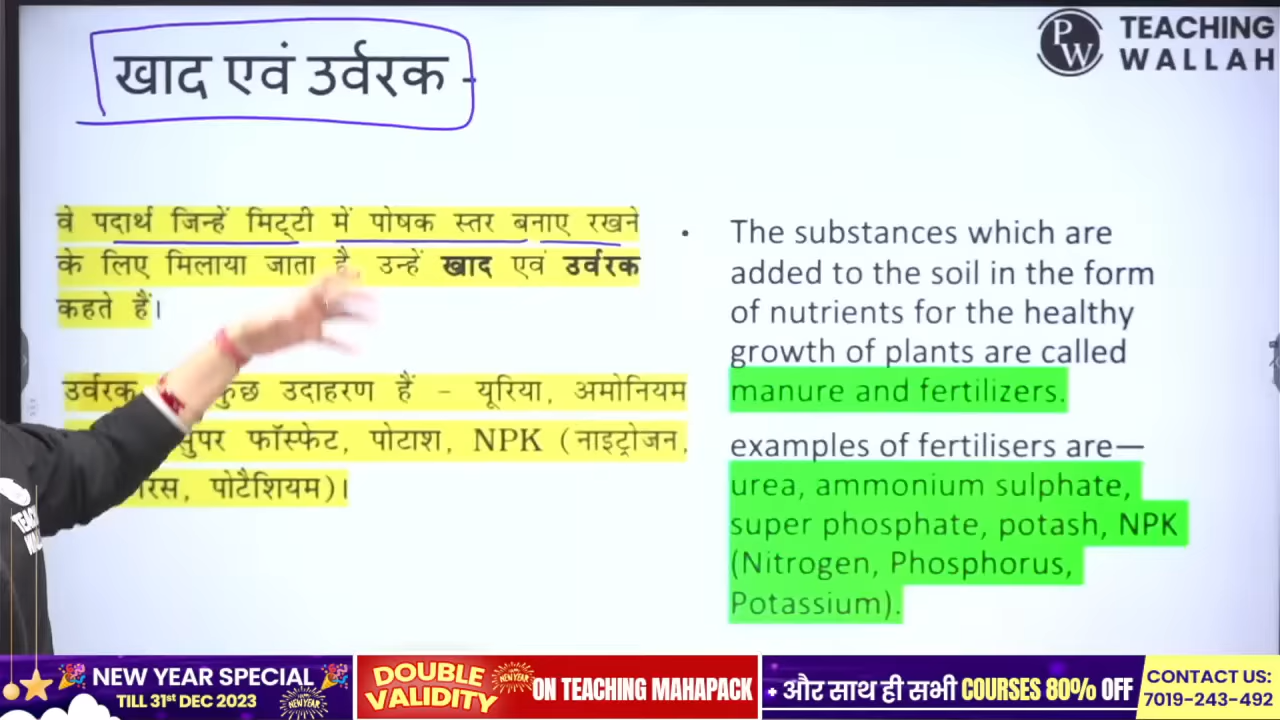 खाद एवं उर्वरक -
PW TEACHING
WALLAH
वे पदार्थ जिन्हें मिट्टी में पोषक स्तर बनाए रखने
के लिए मिलाया जाता है, उन्हें खाद एवं उर्वरक
कहते हैं।
उर्वरक कुछ उदाहरण हैं – यूरिया, अमोनियम
सुपर फॉस्फेट, पोटाश, NPK (नाइट्रोजन,
पोटैशियम)।
• The substances which are
added to the soil in the form
of nutrients for the healthy
growth of plants are called
manure and fertilizers.
examples of fertilisers are—
urea, ammonium sulphate,
super phosphate, potash, NPK
(Nitrogen, Phosphorus,
Potassium).
NEW YEAR SPECIAL
TILL 31st DEC 2023
DOUBLE
VALIDITY
ON TEACHING MAHAPACK
+ और साथ ही सभी COURSES 80% OFF
CONTACT US:
7019-243-492